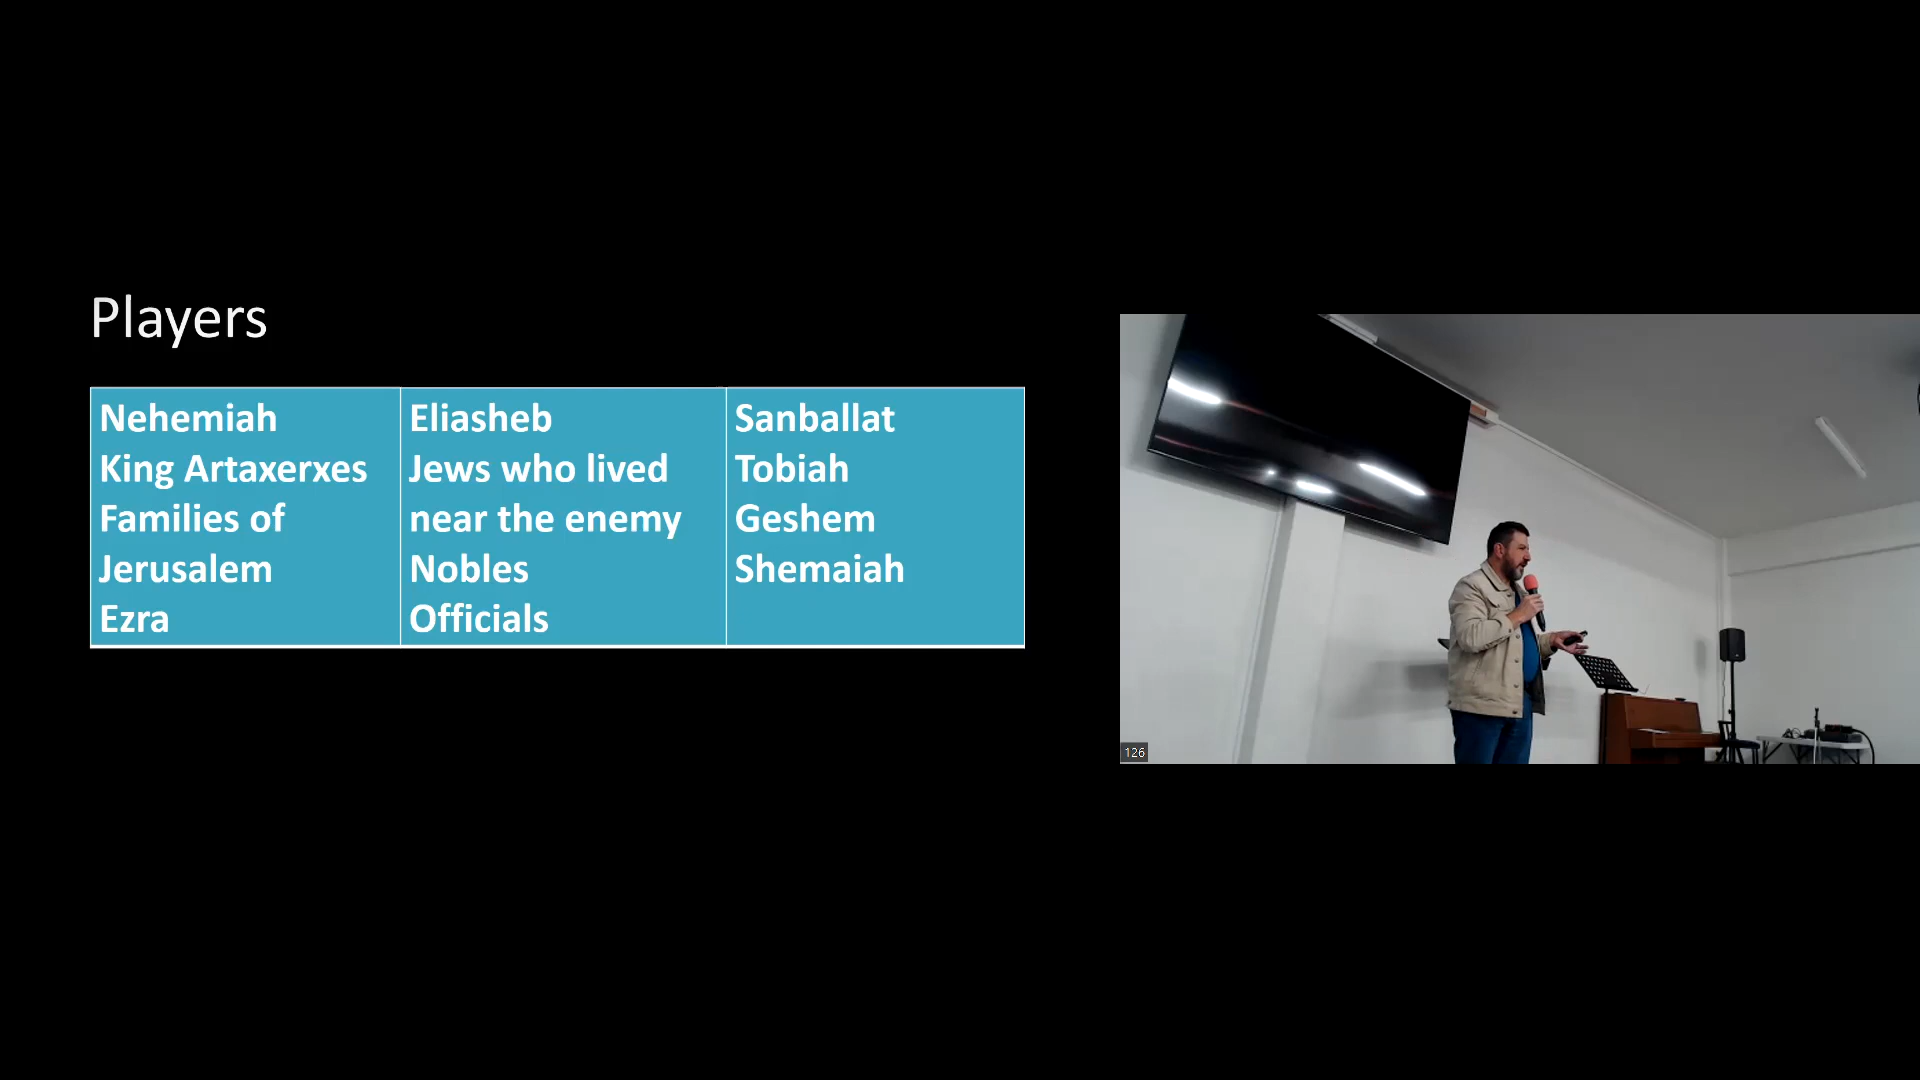 Players
Nehemiah
King Artaxerxes
Families of
Jerusalem
Ezra
Eliasheb
Jews who lived
near the enemy
Nobles
Officials
Sanballat
Tobiah
Geshem
Shemaiah
126